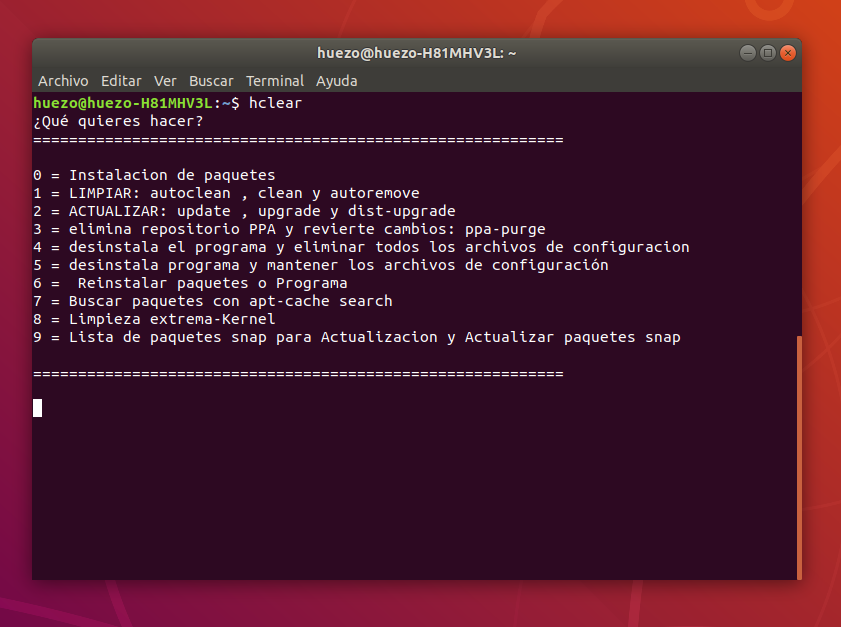 huezo@huezo-H81MHV3L: ~
Archivo Editar Ver Buscar Terminal Ayuda
huezo@huezo-H81MHV3L:~$ hclear
¿Qué quieres hacer?
===========================================================
0 = Instalacion de paquetes
1 = LIMPIAR: autoclean , clean y autoremove
2 = ACTUALIZAR: update , upgrade y dist-upgrade
3 = elimina repositorio PPA y revierte cambios: ppa-purge
4 = desinstala el programa y eliminar todos los archivos de configuracion
5 = desinstala programa y mantener los archivos de configuración
6 =  Reinstalar paquetes o Programa
7 = Buscar paquetes con apt-cache search
8 = Limpieza extrema-Kernel
9 = Lista de paquetes snap para Actualizacion y Actualizar paquetes snap
===========================================================